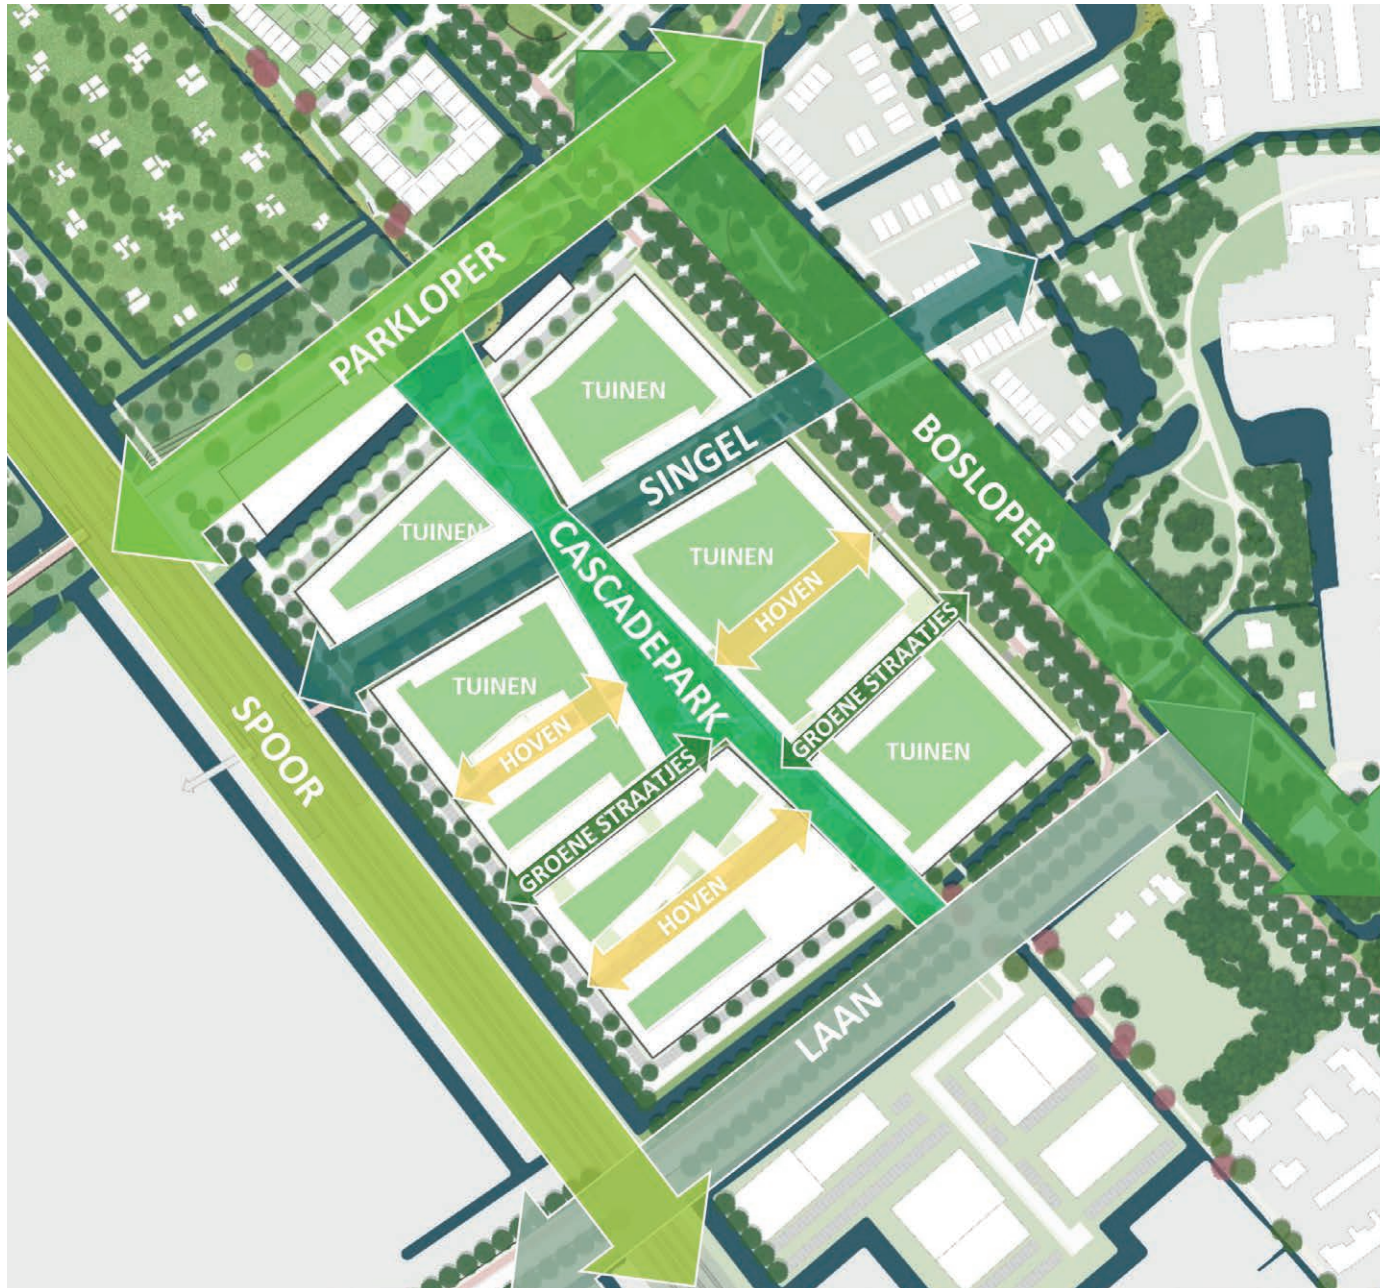 PARKLOPER
TUINEN
SINGEL
BOSLOPER
TUINEN
CASCADEPARK
TUINEN
HOVEN
GROENE STRAATJES
TUINEN
HOVEN
SPOOR
TUINEN
GROENE STRAATJES
HOVEN
LAAN